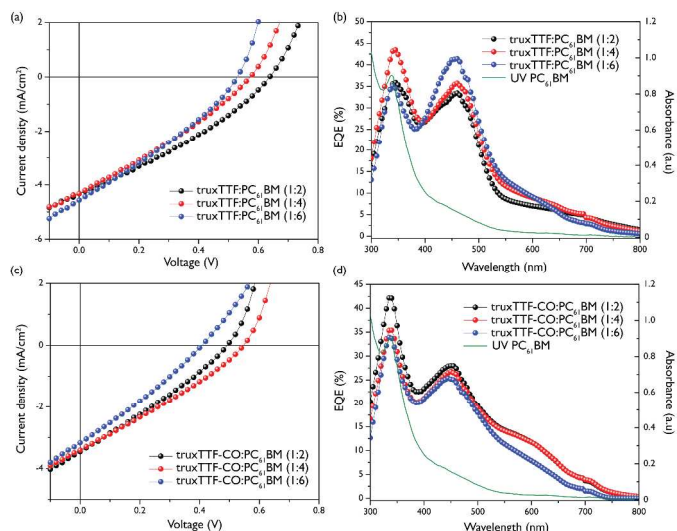 (a)
4
2
0
-2
-4
-6
Current density (mA/cm²)
truxTTF:PC₆₁BM (1:2)
truxTTF:PC₆₁BM (1:4)
truxTTF:PC₆₁BM (1:6)
0.0 0.2 0.4 0.6 0.8
Voltage (V)
(b)
50
45
40
35
30
25
20
15
10
5
0
EQE (%)
truxTTF:PC₆₁BM (1:2)
truxTTF:PC₆₁BM (1:4)
truxTTF:PC₆₁BM (1:6)
UV PC₆₁BM
1.2
1.0
0.8
0.6
0.4
0.2
0
Absorbance (a.u)
300 400 500 600 700 800
Wavelength (nm)
(c)
2
0
-2
-4
Current density (mA/cm²)
truxTTF-CO:PC₆₁BM (1:2)
truxTTF-CO:PC₆₁BM (1:4)
truxTTF-CO:PC₆₁BM (1:6)
0.0 0.2 0.4 0.6 0.8
Voltage (V)
(d)
45
40
35
30
25
20
15
10
5
0
EQE (%)
truxTTF-CO:PC₆₁BM (1:2)
truxTTF-CO:PC₆₁BM (1:4)
truxTTF-CO:PC₆₁BM (1:6)
UV PC₆₁BM
1.2
1.0
0.8
0.6
0.4
0.2
0
Absorbance (a.u)
300 400 500 600 700 800
Wavelength (nm)